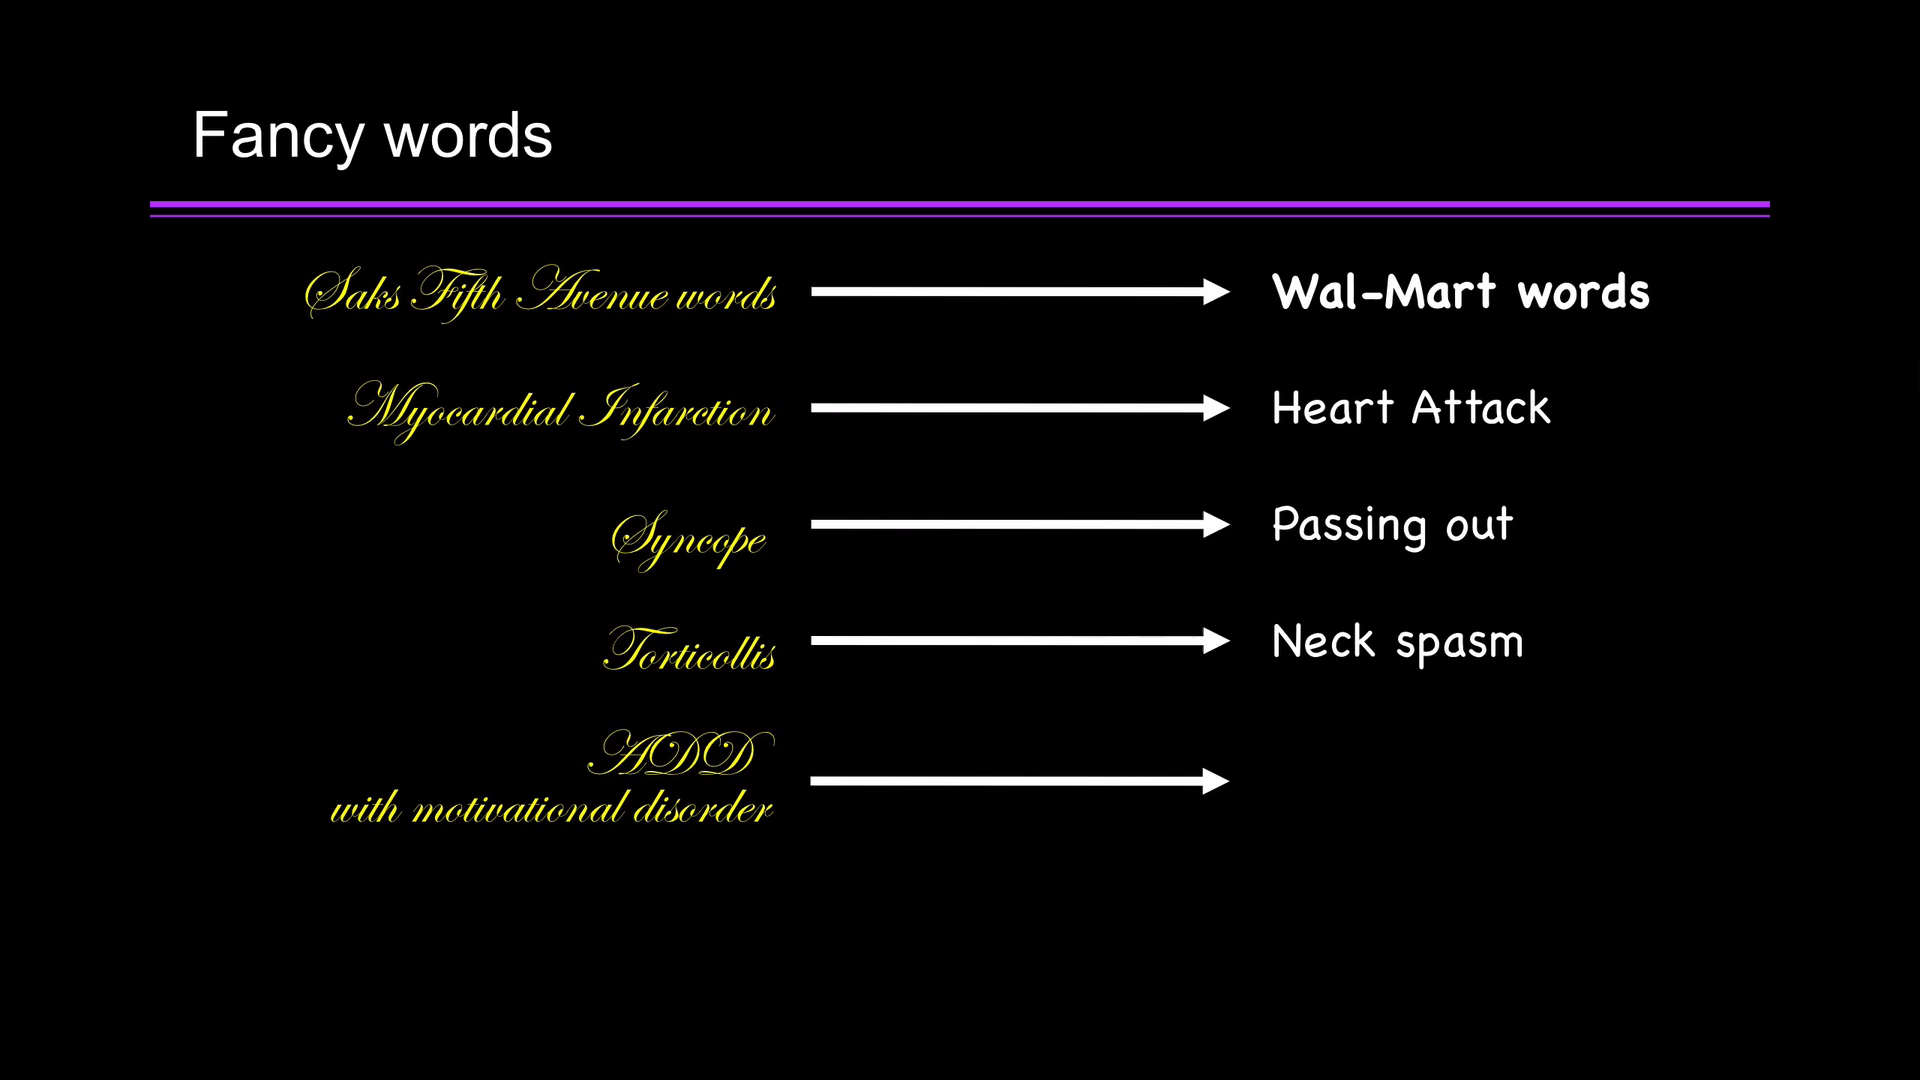 Fancy words
Saks Fifth Avenue words Wal-Mart words
Myocardial Infarction Heart Attack
Syncope Passing out
Torticollis Neck spasm
ADD
with motivational disorder